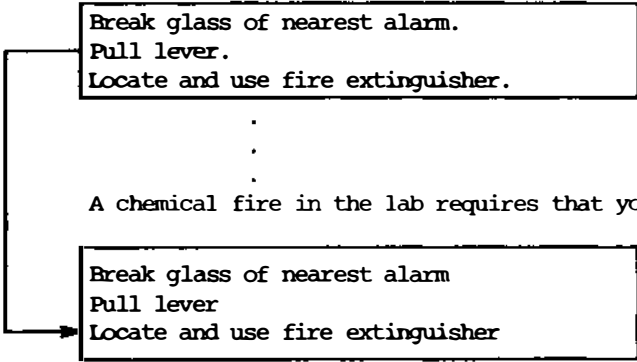 Break glass of nearest alarm.
Pull lever.
Locate and use fire extinguisher.
.
.
.
A chemical fire in the lab requires that
Break glass of nearest alarm
Pull lever
Locate and use fire extinguisher